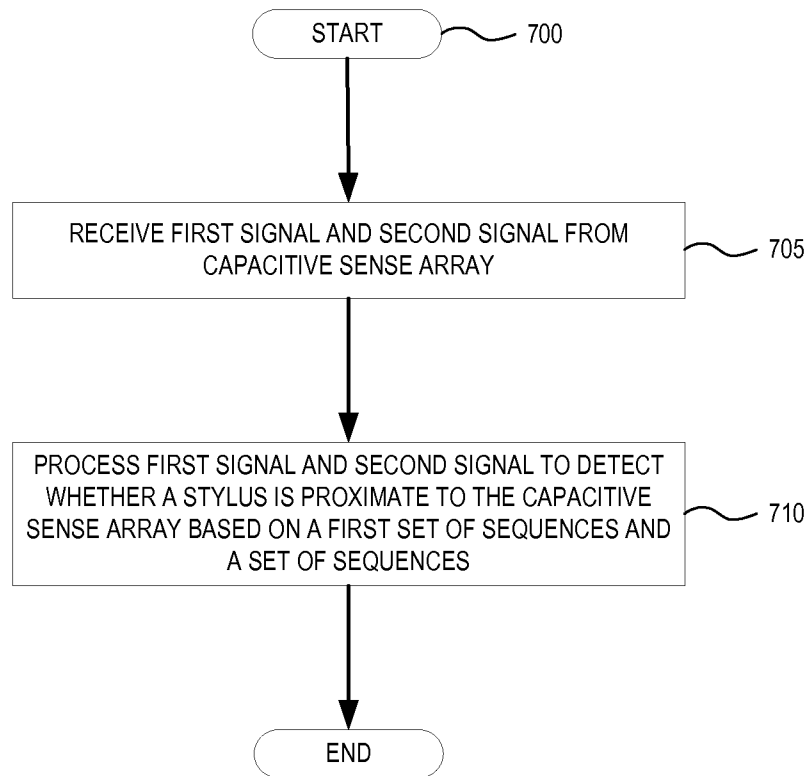 START
700
RECEIVE FIRST SIGNAL AND SECOND SIGNAL FROM
CAPACITIVE SENSE ARRAY
705
PROCESS FIRST SIGNAL AND SECOND SIGNAL TO DETECT
WHETHER A STYLUS IS PROXIMATE TO THE CAPACITIVE
SENSE ARRAY BASED ON A FIRST SET OF SEQUENCES AND
A SET OF SEQUENCES
710
END